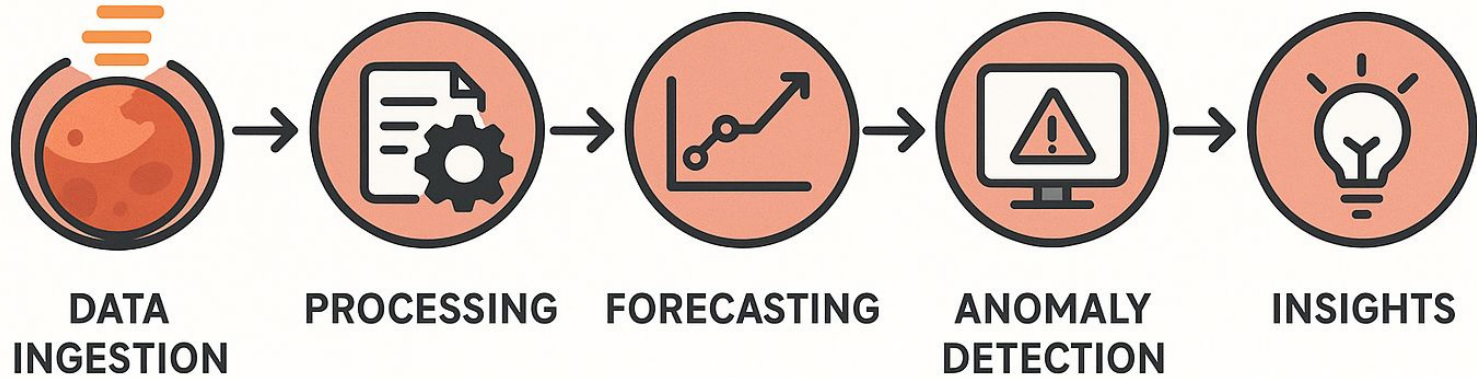 DATA
INGESTION
PROCESSING
FORECASTING
ANOMALY
DETECTION
INSIGHTS